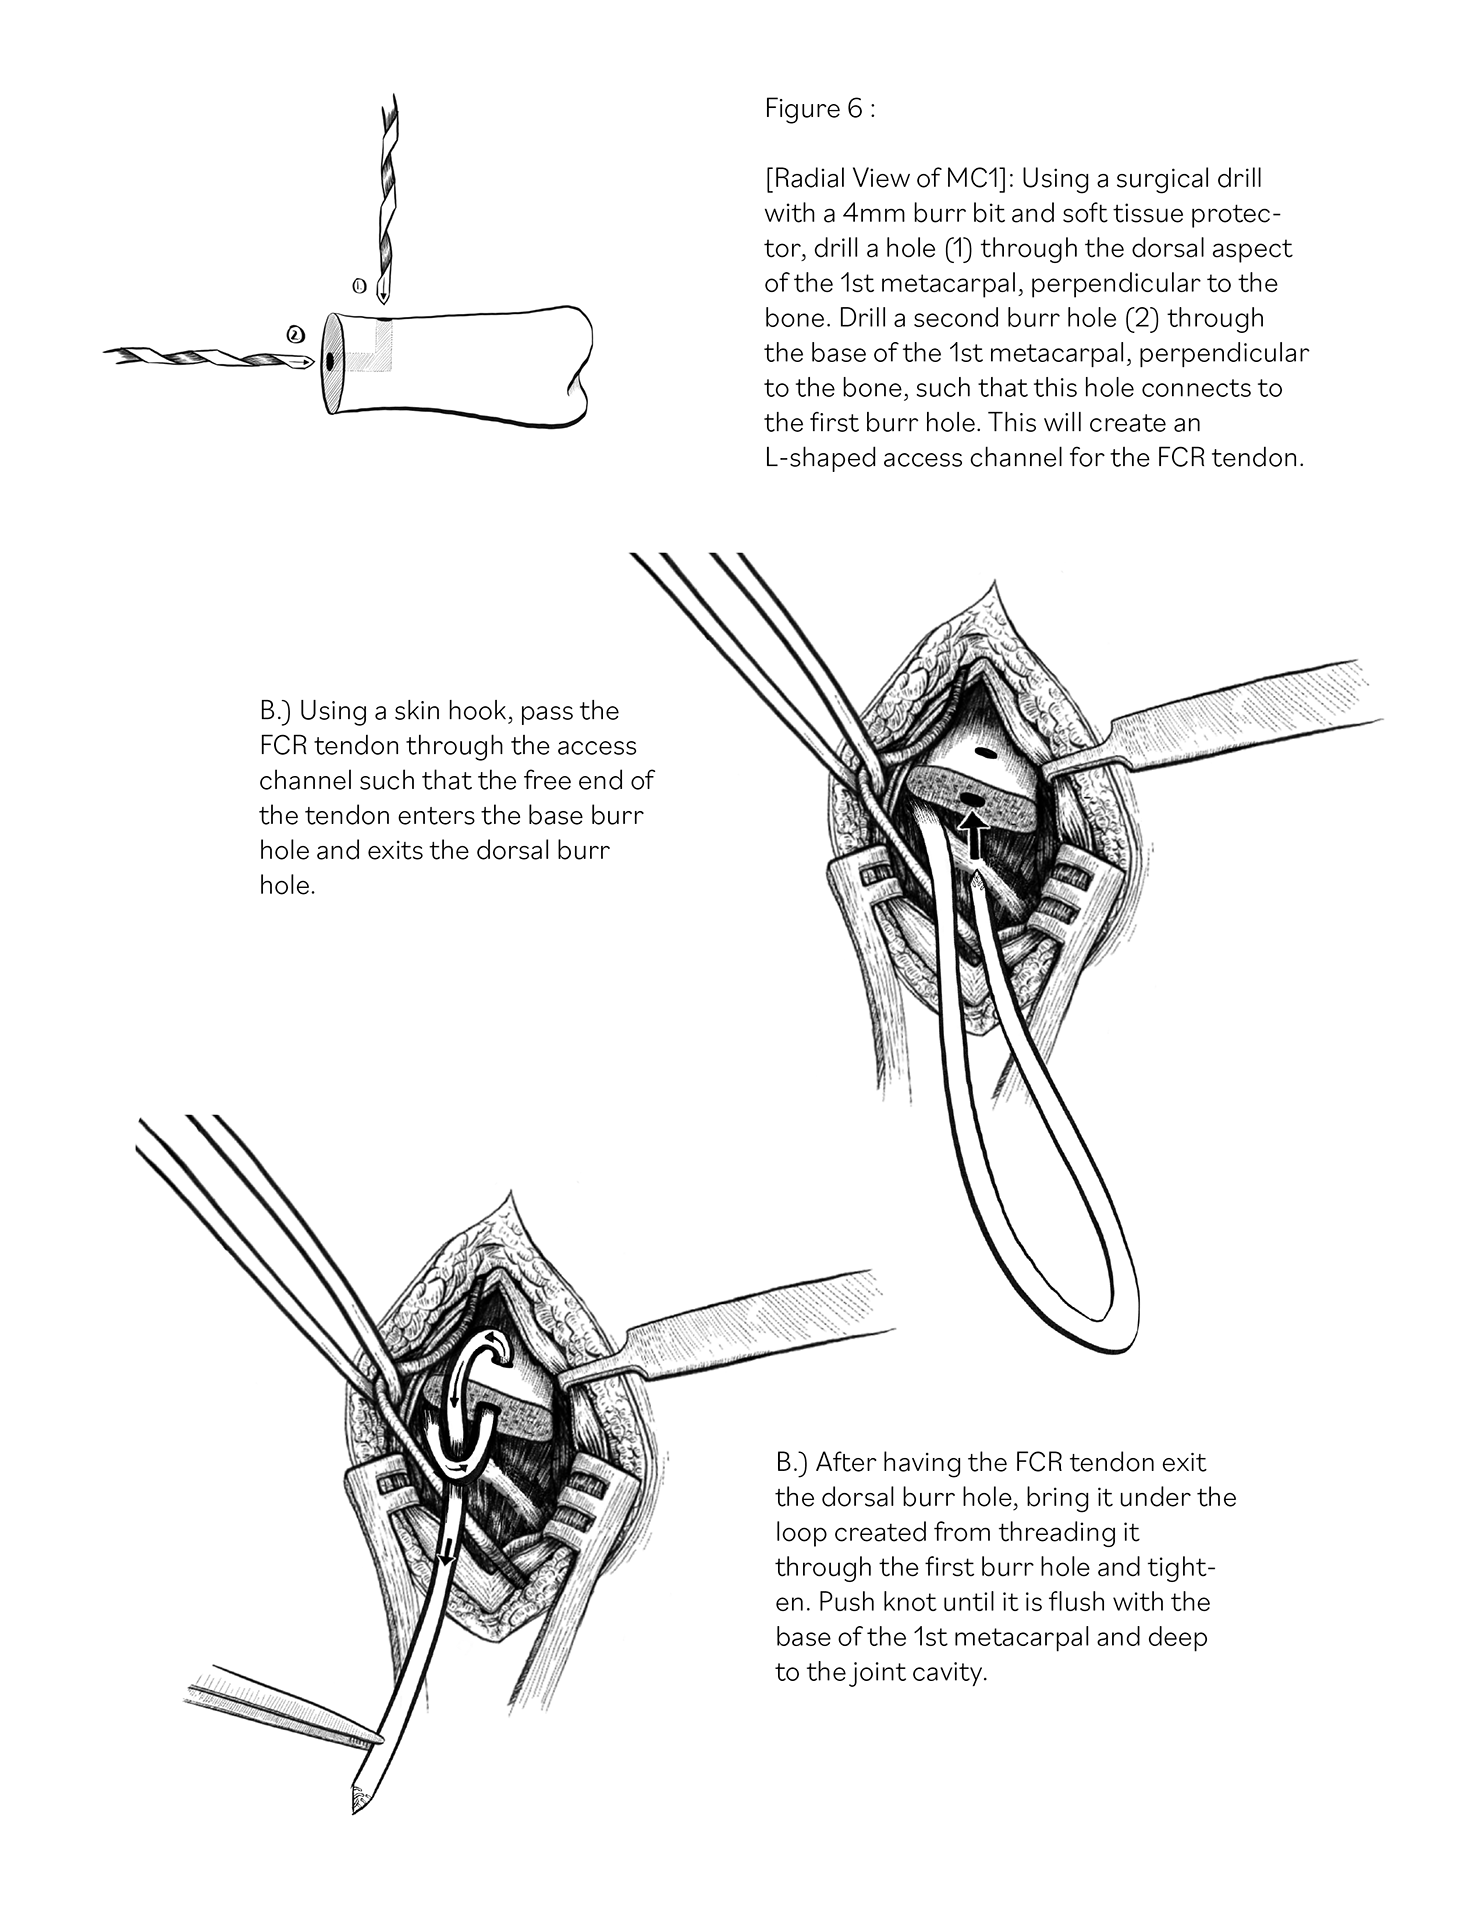 Figure 6 :
[Radial View of MC1]: Using a surgical drill
with a 4mm burr bit and soft tissue protec-
tor, drill a hole (1) through the dorsal aspect
of the 1st metacarpal, perpendicular to the
bone. Drill a second burr hole (2) through
the base of the 1st metacarpal, perpendicular
to the bone, such that this hole connects to
the first burr hole. This will create an
L-shaped access channel for the FCR tendon.
1
2
B.) Using a skin hook, pass the
FCR tendon through the access
channel such that the free end of
the tendon enters the base burr
hole and exits the dorsal burr
hole.
B.) After having the FCR tendon exit
the dorsal burr hole, bring it under the
loop created from threading it
through the first burr hole and tight-
en. Push knot until it is flush with the
base of the 1st metacarpal and deep
to the joint cavity.